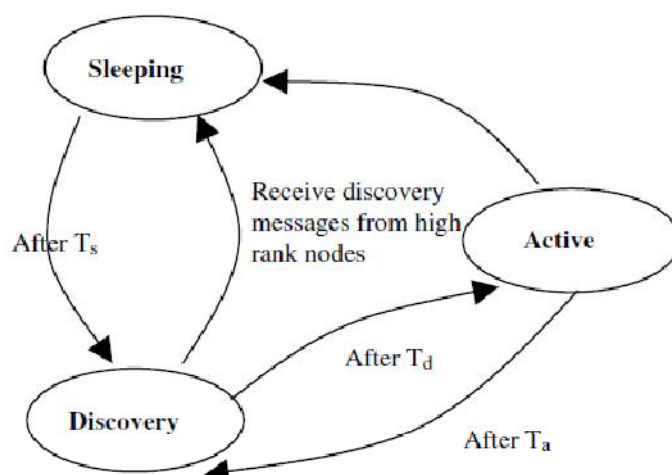 Sleeping
Receive discovery
messages from high
rank nodes
Active
After Ts
After Td
Discovery
After Ta